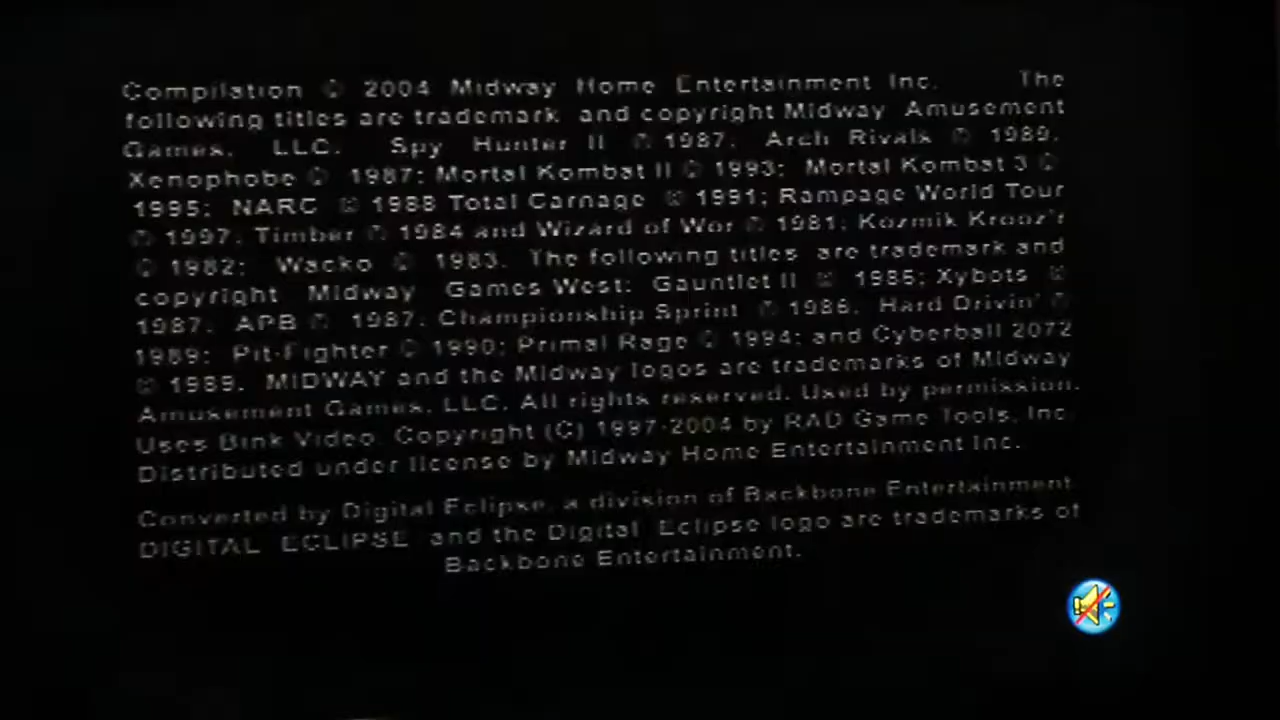 Compilation © 2004 Midway Home Entertainment Inc. The
following titles are trademark and copyright Midway Amusement
Games, LLC. Spy Hunter II © 1987, Arch Rivals © 1989,
Xenophobe © 1987; Mortal Kombat II © 1993; Mortal Kombat 3 ©
1995; NARC © 1988 Total Carnage © 1991; Rampage World Tour
© 1997, Timber © 1984 and Wizard of Wor © 1981; Kozmik Krooz'r
© 1982; Wacko © 1983. The following titles are trademark and
copyright Midway Games West: Gauntlet II © 1986; Xybots ©
1987, APB © 1987, Championship Sprint © 1986, Hard Drivin' ©
1989; Pit-Fighter © 1990; Primal Rage © 1994; and Cyberball 2072
© 1989. MIDWAY and the Midway logos are trademarks of Midway
Amusement Games, LLC. All rights reserved. Used by permission.
Uses Bink Video. Copyright (C) 1997-2004 by RAD Game Tools, Inc.
Distributed under license by Midway Home Entertainment Inc.
Converted by Digital Eclipse, a division of Backbone Entertainment
DIGITAL ECLIPSE and the Digital Eclipse logo are trademarks of
Backbone Entertainment.